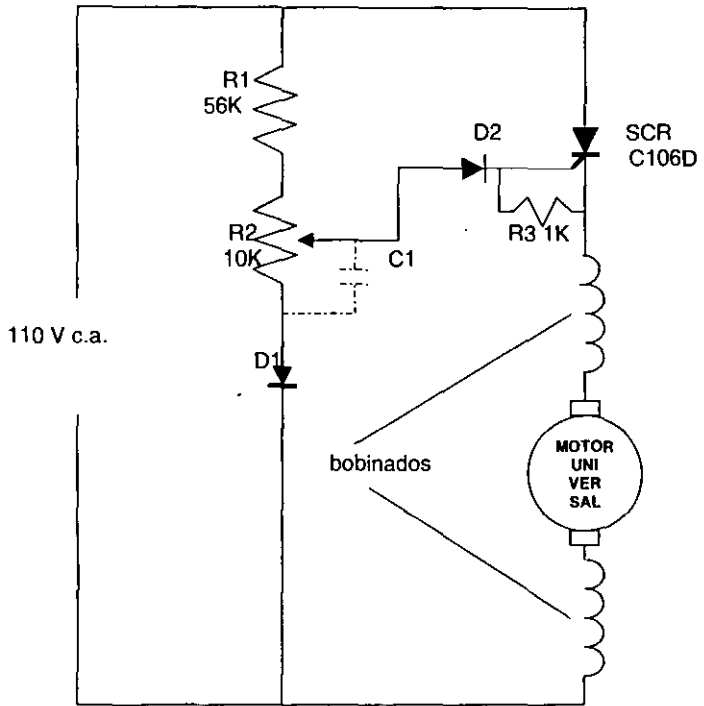 R1
56K
D2
SCR
C106D
R2
10K
C1
R3 1K
110 V c.a.
D1
bobinados
MOTOR
UNI
VER
SAL